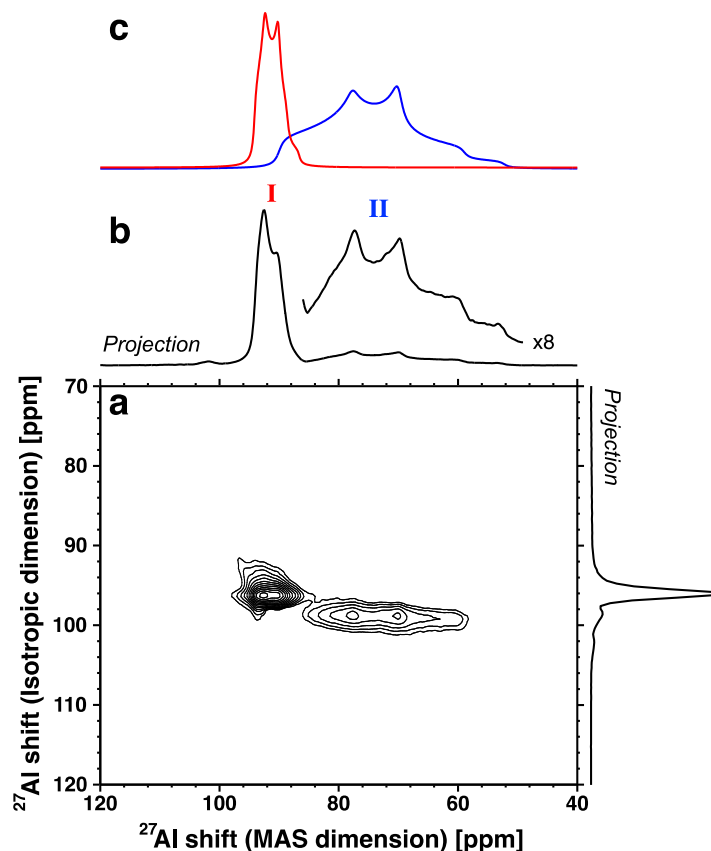 c
I
II
b
Projection
x8
a
Projection
70
80
90
100
110
120
27Al shift (Isotropic dimension) [ppm]
120 100 80 60 40
27Al shift (MAS dimension) [ppm]